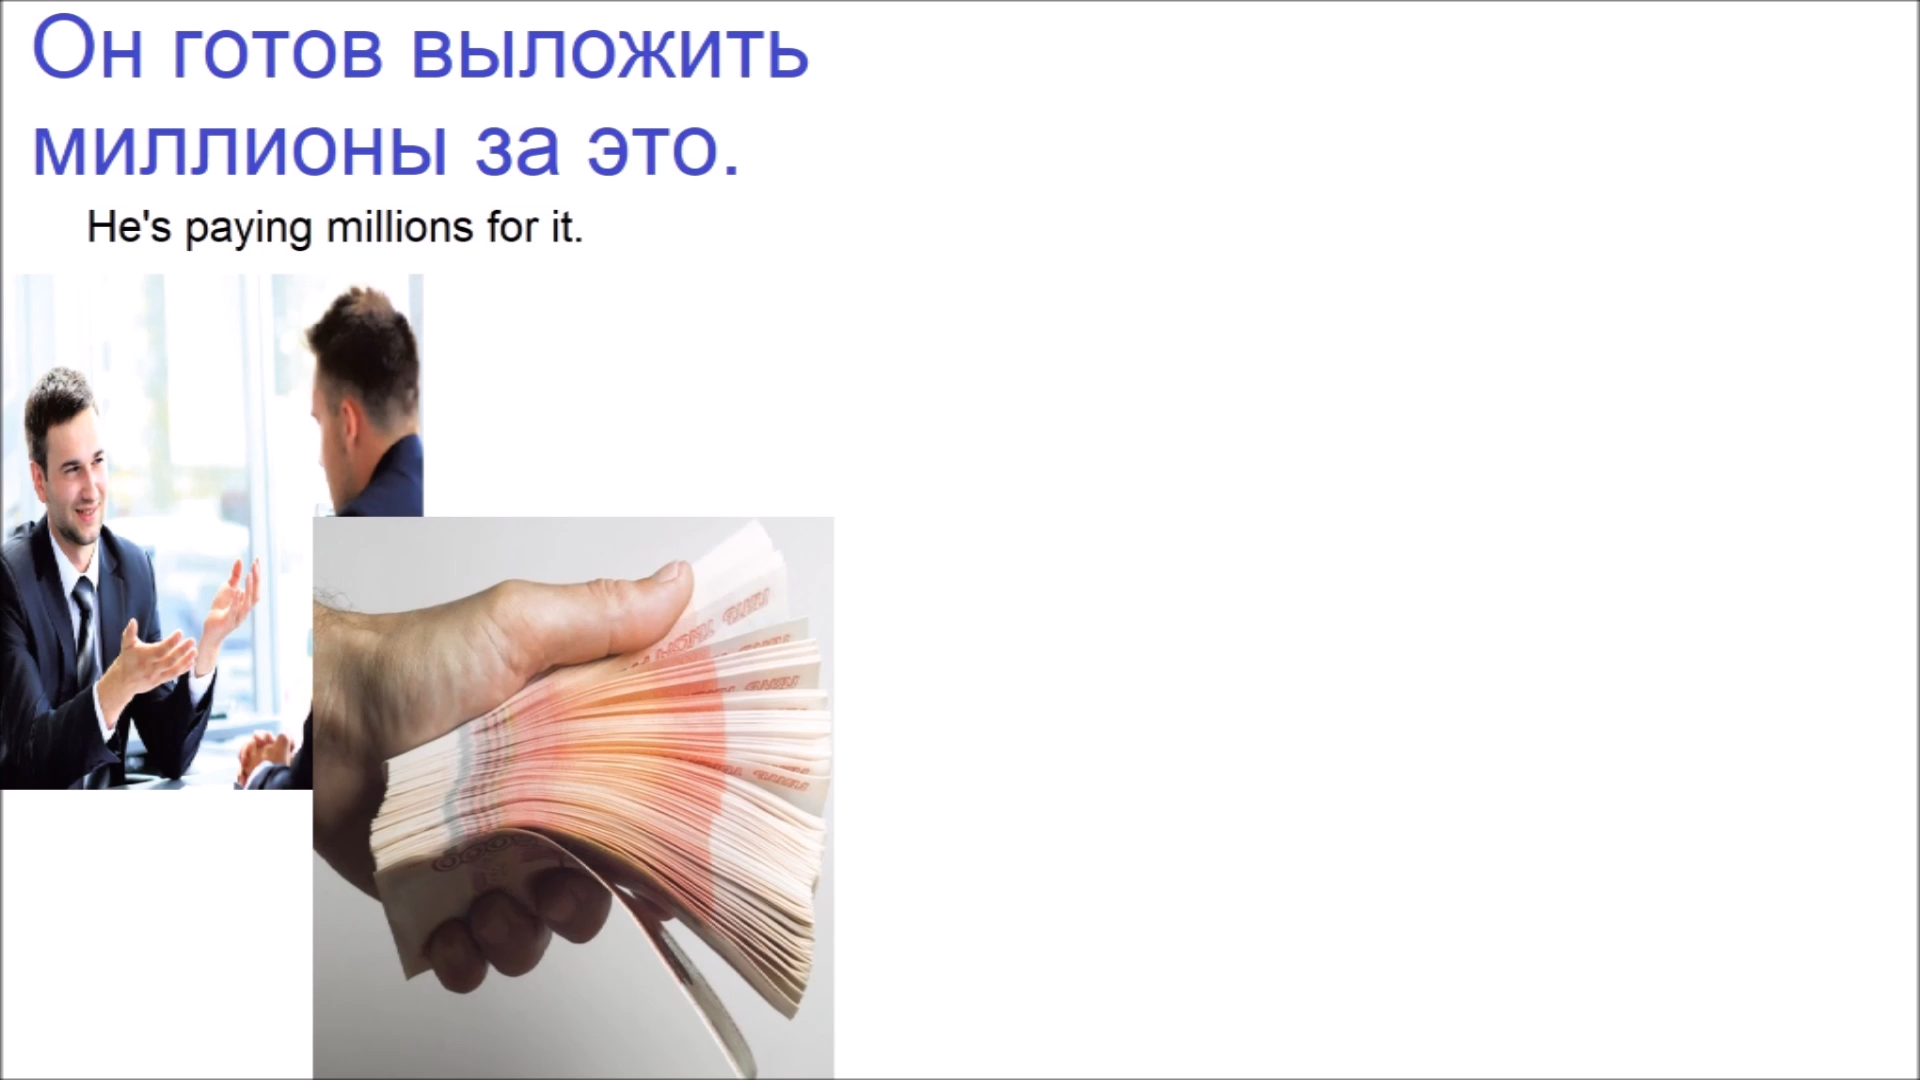 Он готов выложить
миллионы за это.
He's paying millions for it.